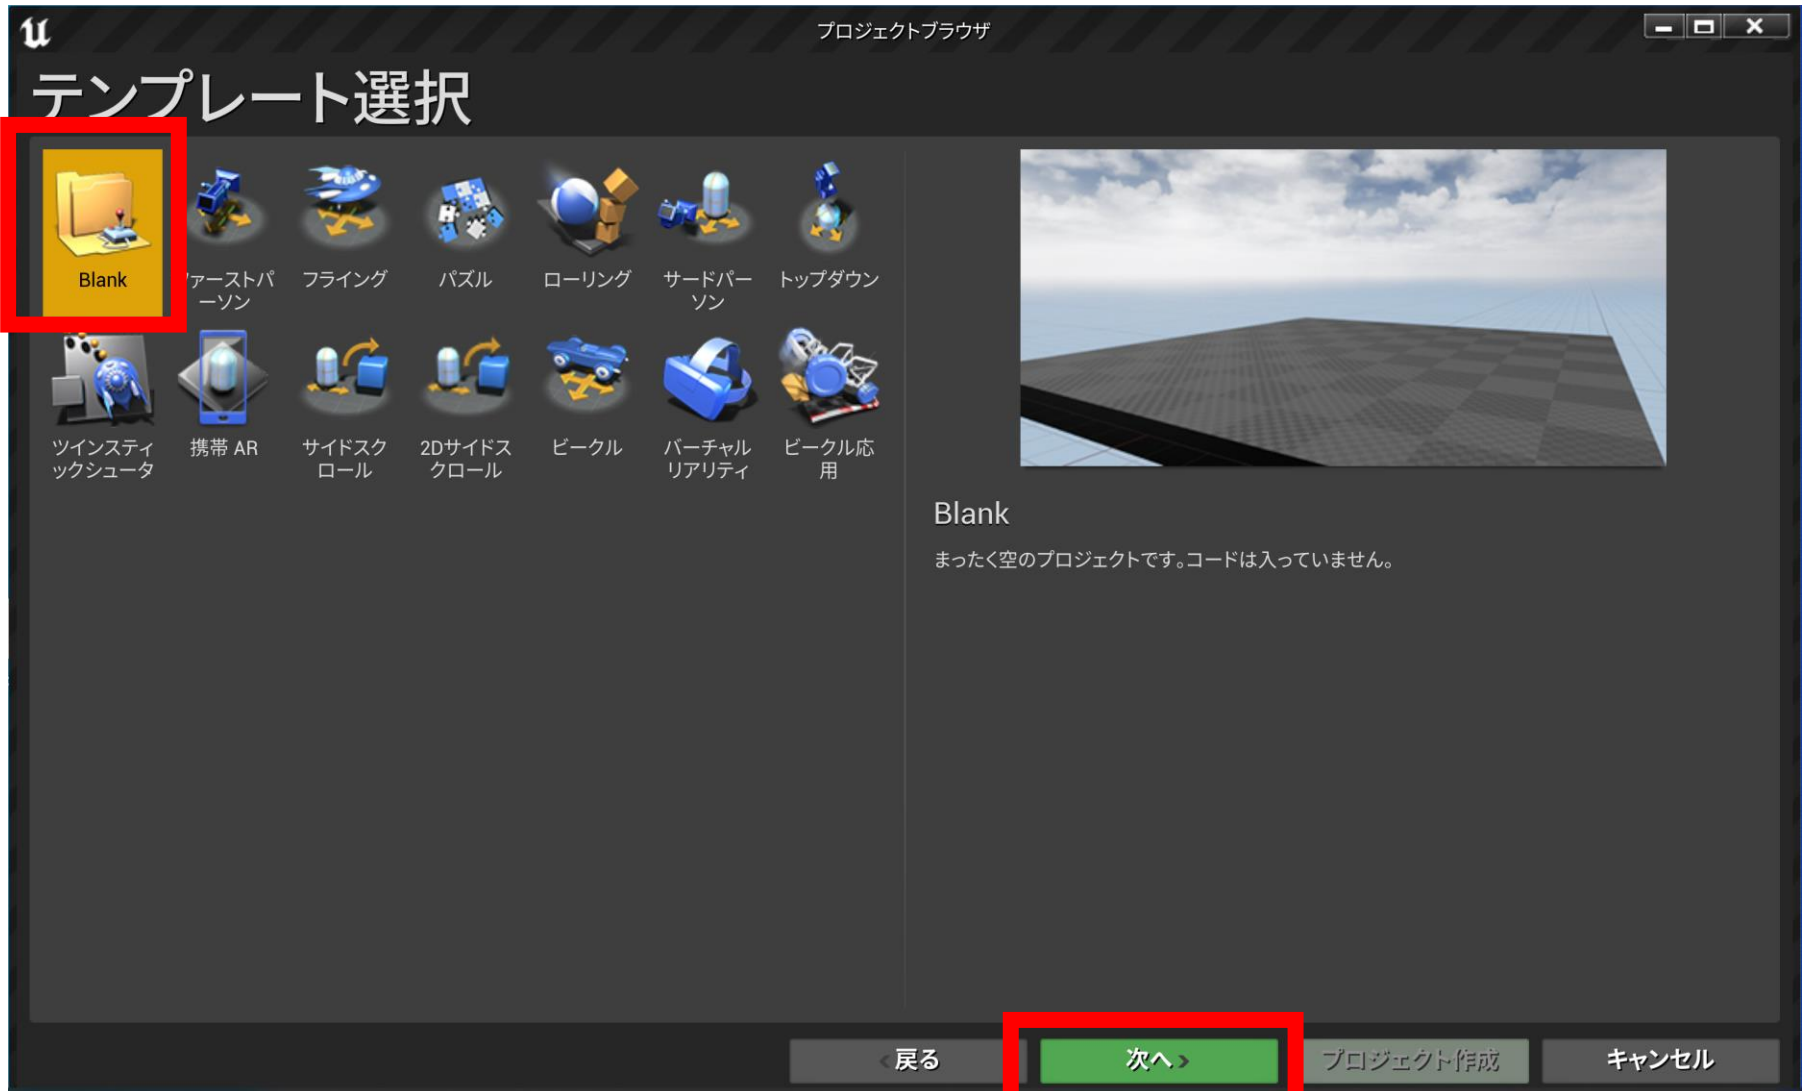 プロジェクトブラウザ
テンプレート選択
Blank
ァーストパ
ーソン
フライング
パズル
ローリング
サードパー
ソン
トップダウン
ツインスティ
ックシュータ
携帯 AR
サイドスク
ロール
2Dサイドス
クロール
ビークル
バーチャル
リアリティ
ビークル応
用
Blank
まったく空のプロジェクトです。コードは入っていません。
戻る
次へ
プロジェクト作成
キャンセル